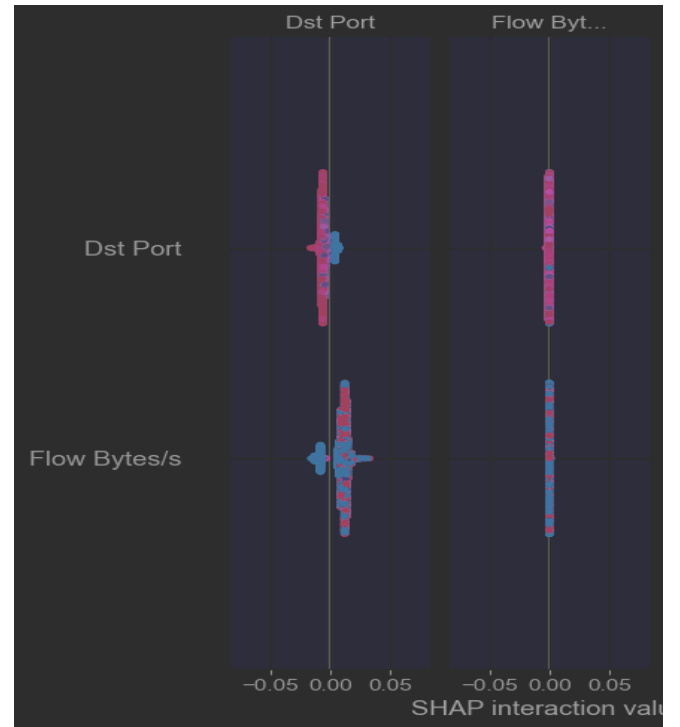 Dst Port Flow Byt...
Dst Port
Flow Bytes/s
−0.05 0.00 0.05 −0.05 0.00 0.05
SHAP interaction valu